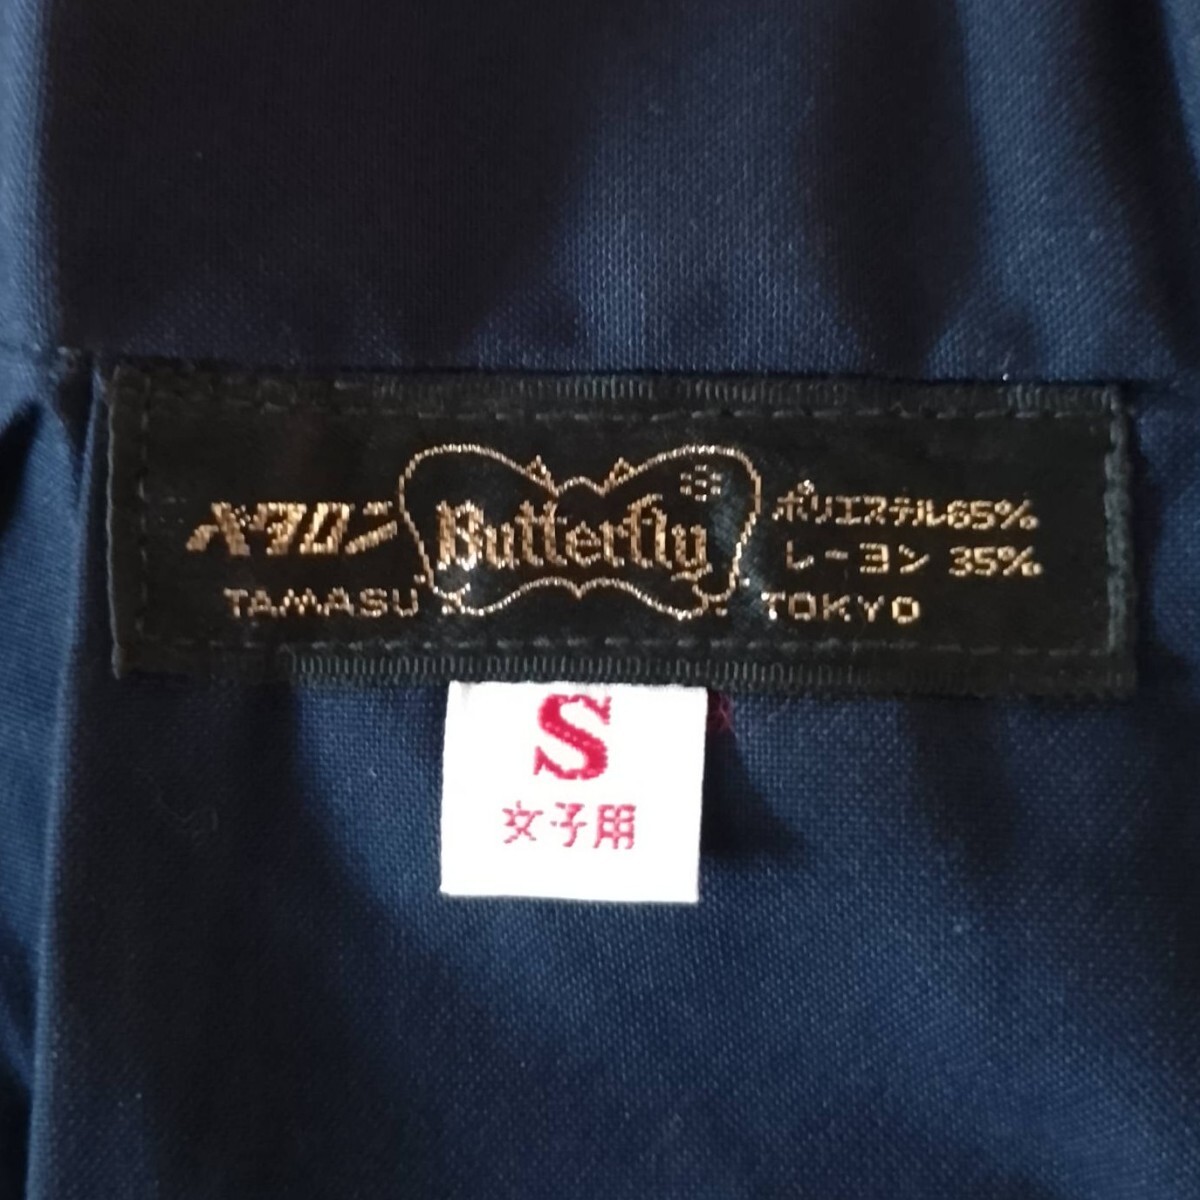 ベタロン
Butterfly
ポリエステル65%
レーヨン 35%
TAMASU
TOKYO
S
女子用